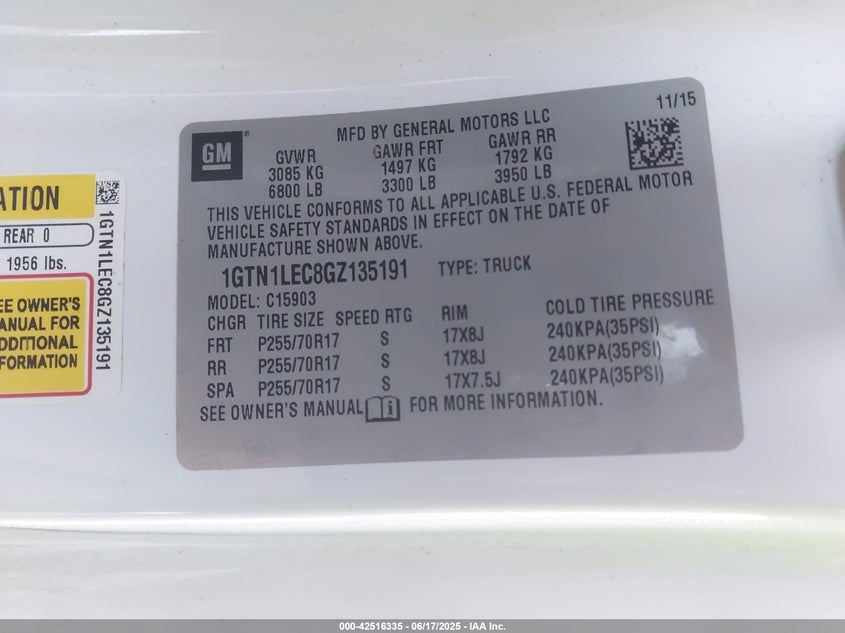 ATION
REAR 0
1956 lbs.
EE OWNER'S
ANUAL FOR
DDITIONAL
FORMATION
1GTN1LEC8GZ135191
GM
MFD BY GENERAL MOTORS LLC
11/15
GVWR GAWR FRT GAWR RR
3085 KG 1497 KG 1792 KG
6800 LB 3300 LB 3950 LB
THIS VEHICLE CONFORMS TO ALL APPLICABLE U.S. FEDERAL MOTOR
VEHICLE SAFETY STANDARDS IN EFFECT ON THE DATE OF
MANUFACTURE SHOWN ABOVE.
1GTN1LEC8GZ135191 TYPE: TRUCK
MODEL: C15903
CHGR TIRE SIZE SPEED RTG RIM COLD TIRE PRESSURE
FRT P255/70R17 S 17X8J 240KPA(35PSI)
RR P255/70R17 S 17X8J 240KPA(35PSI)
SPA P255/70R17 S 17X7.5J 240KPA(35PSI)
SEE OWNER'S MANUAL FOR MORE INFORMATION.
000-42516335 - 06/17/2025 - IAA Inc.